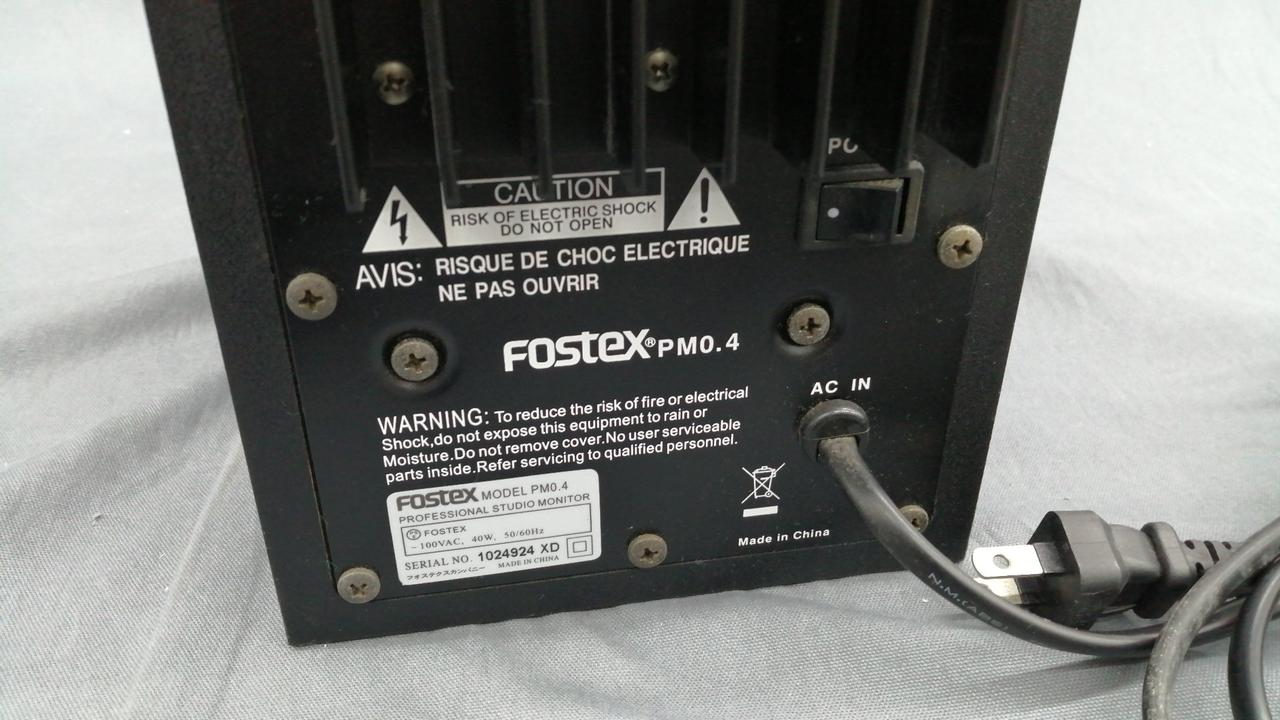 CAUTION
RISK OF ELECTRIC SHOCK
DO NOT OPEN
AVIS: RISQUE DE CHOC ELECTRIQUE
NE PAS OUVRIR
FOSTEX® PM0.4
AC IN
WARNING: To reduce the risk of fire or electrical
Shock,do not expose this equipment to rain or
Moisture.Do not remove cover.No user serviceable
parts inside.Refer servicing to qualified personnel.
FOSTEX MODEL PM0.4
PROFESSIONAL STUDIO MONITOR
FOSTEX
~100VAC, 40W, 50/60Hz
SERIAL NO. 1024924 XD
MADE IN CHINA
フオステクスカンパニー
Made in China